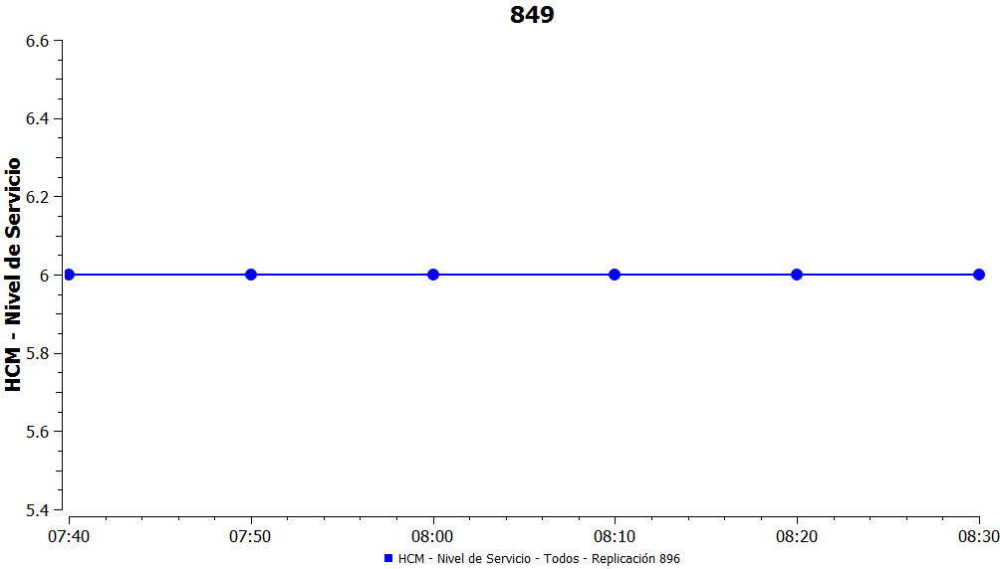 849
HCM - Nivel de Servicio
6.6
6.4
6.2
6
5.8
5.6
5.4
07:40 07:50 08:00 08:10 08:20 08:30
HCM - Nivel de Servicio - Todos - Replicación 896